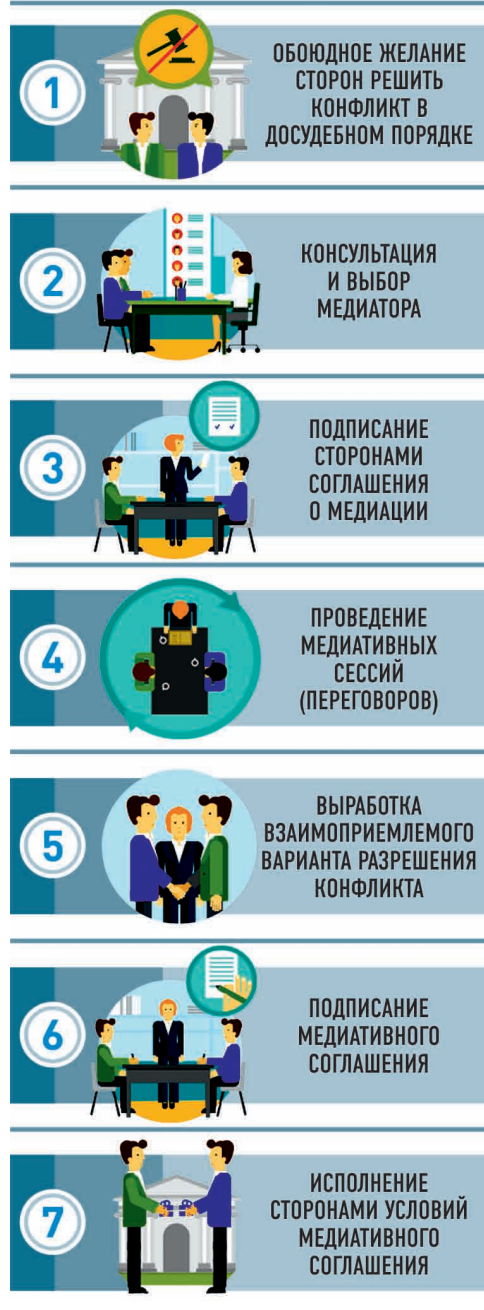 1
ОБОЮДНОЕ ЖЕЛАНИЕ
СТОРОН РЕШИТЬ
КОНФЛИКТ В
ДОСУДЕБНОМ ПОРЯДКЕ
2
КОНСУЛЬТАЦИЯ
И ВЫБОР
МЕДИАТОРА
3
ПОДПИСАНИЕ
СТОРОНАМИ
СОГЛАШЕНИЯ
О МЕДИАЦИИ
4
ПРОВЕДЕНИЕ
МЕДИАТИВНЫХ
СЕССИЙ
(ПЕРЕГОВОРОВ)
5
ВЫРАБОТКА
ВЗАИМОПРИЕМЛЕМОГО
ВАРИАНТА РАЗРЕШЕНИЯ
КОНФЛИКТА
6
ПОДПИСАНИЕ
МЕДИАТИВНОГО
СОГЛАШЕНИЯ
7
ИСПОЛНЕНИЕ
СТОРОНАМИ УСЛОВИЙ
МЕДИАТИВНОГО
СОГЛАШЕНИЯ